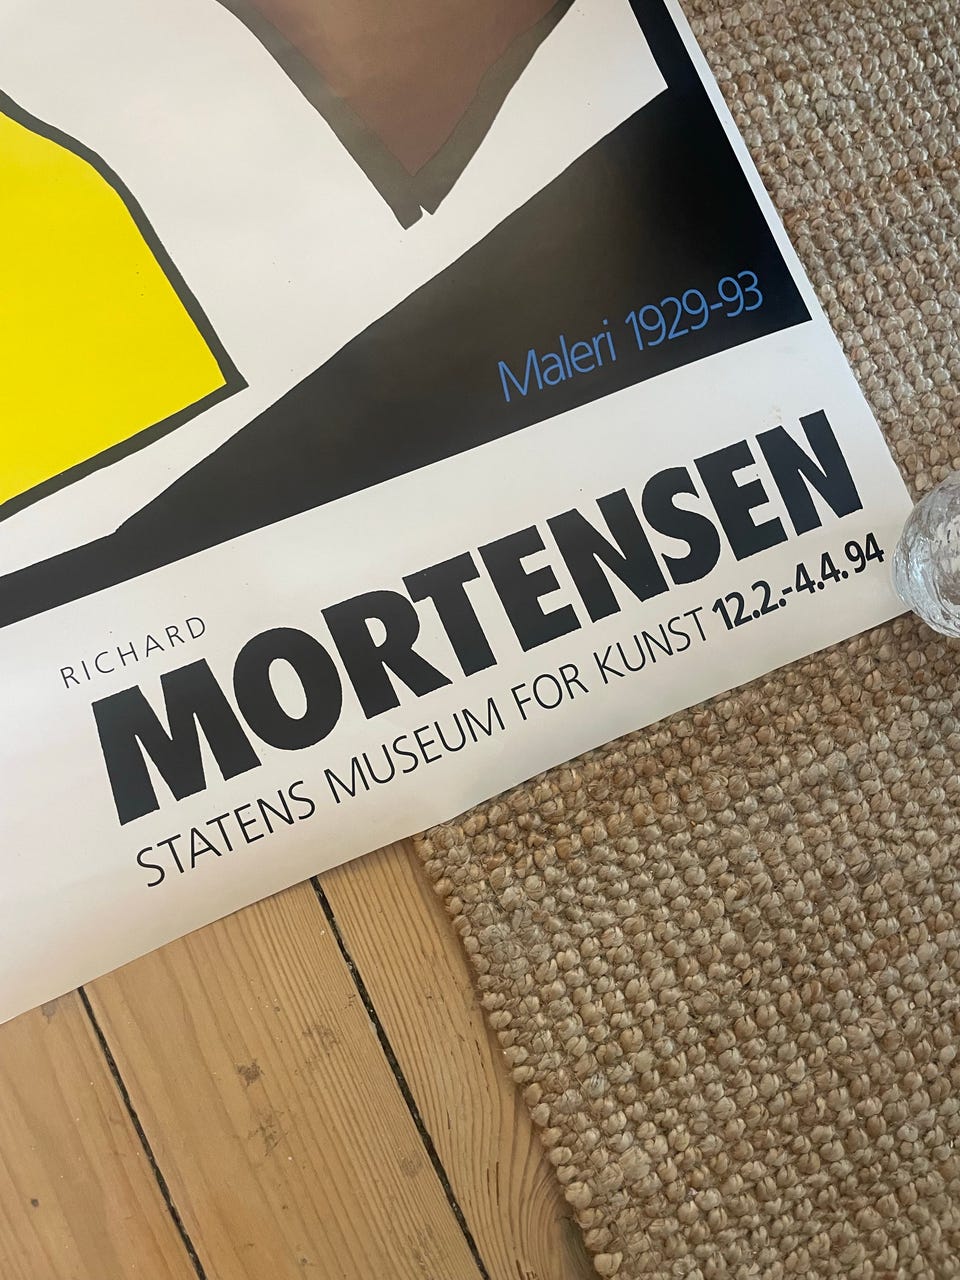 Maleri 1929-93
RICHARD
MORTENSEN
STATENS MUSEUM FOR KUNST 12.2.-4.4.94